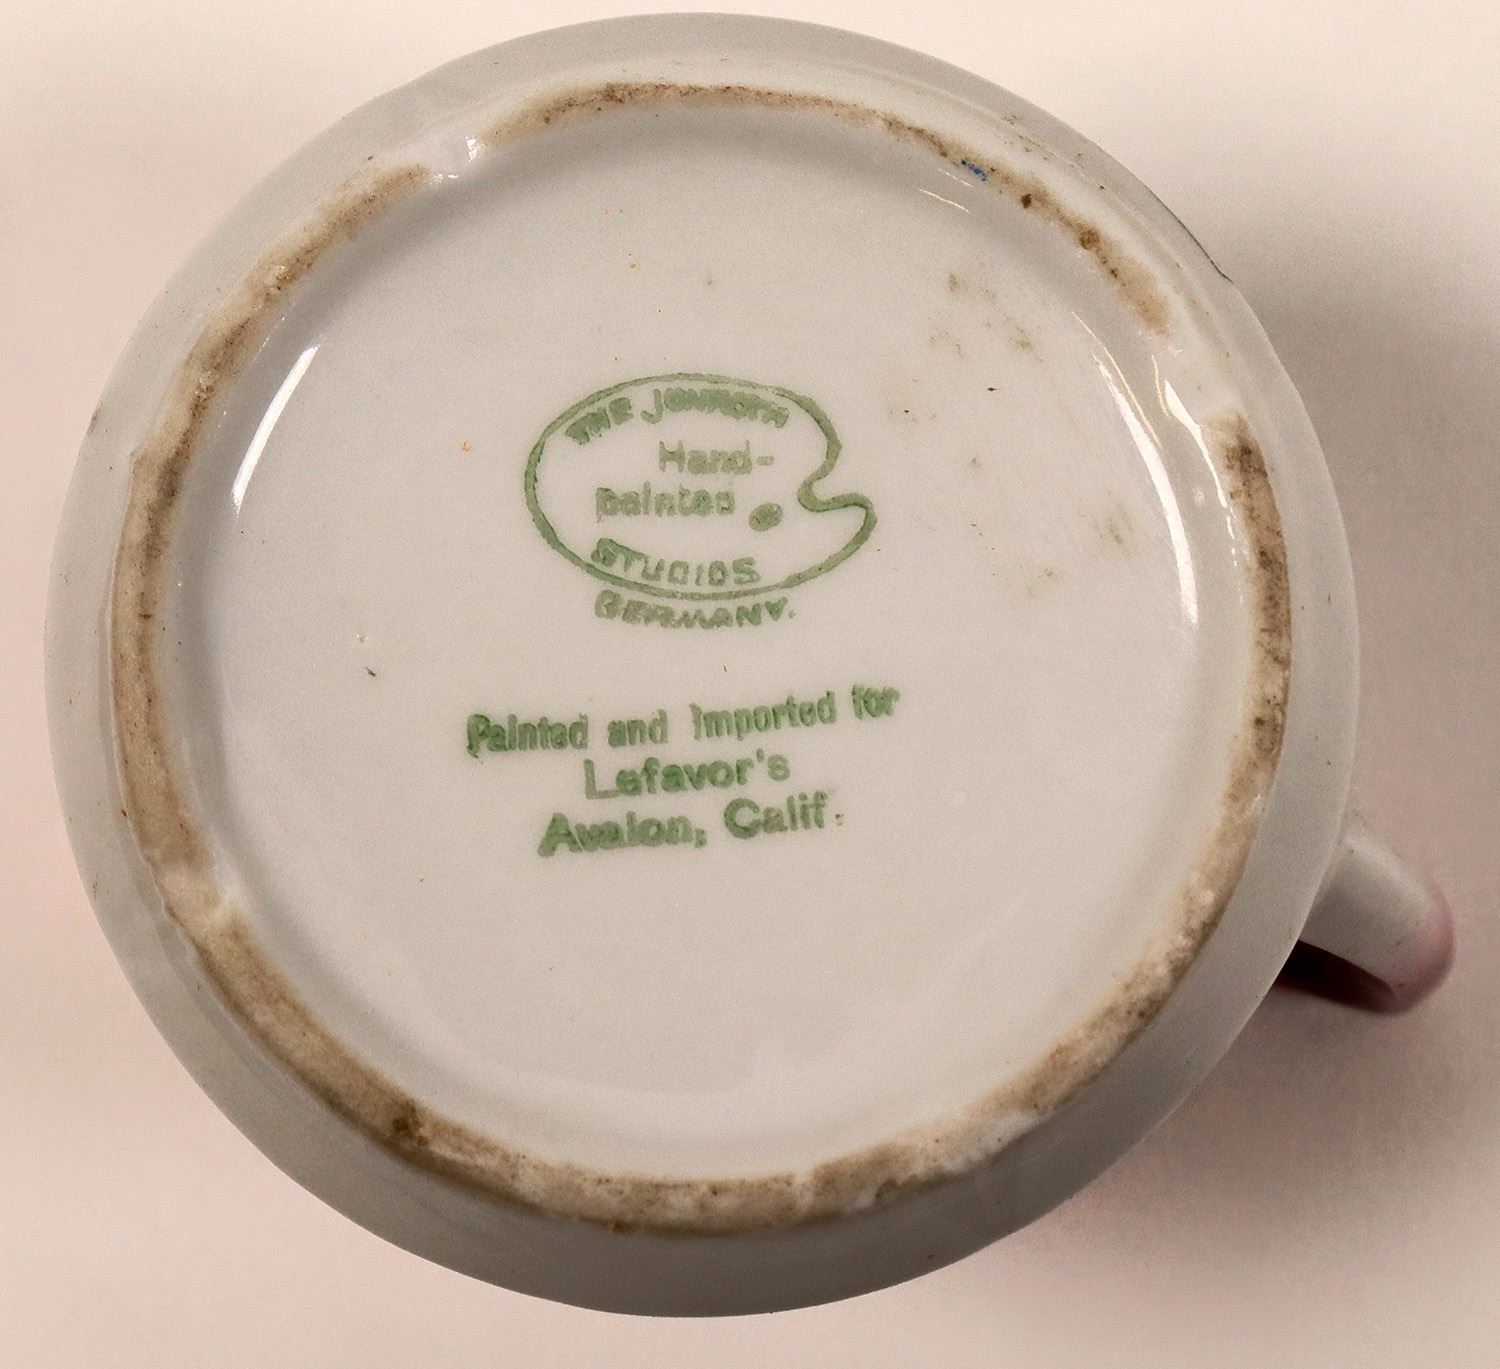 THE JONROTH
Hand-
painted
STUDIOS
GERMANY.
Painted and Imported for
Lefavor's
Avalon, Calif.